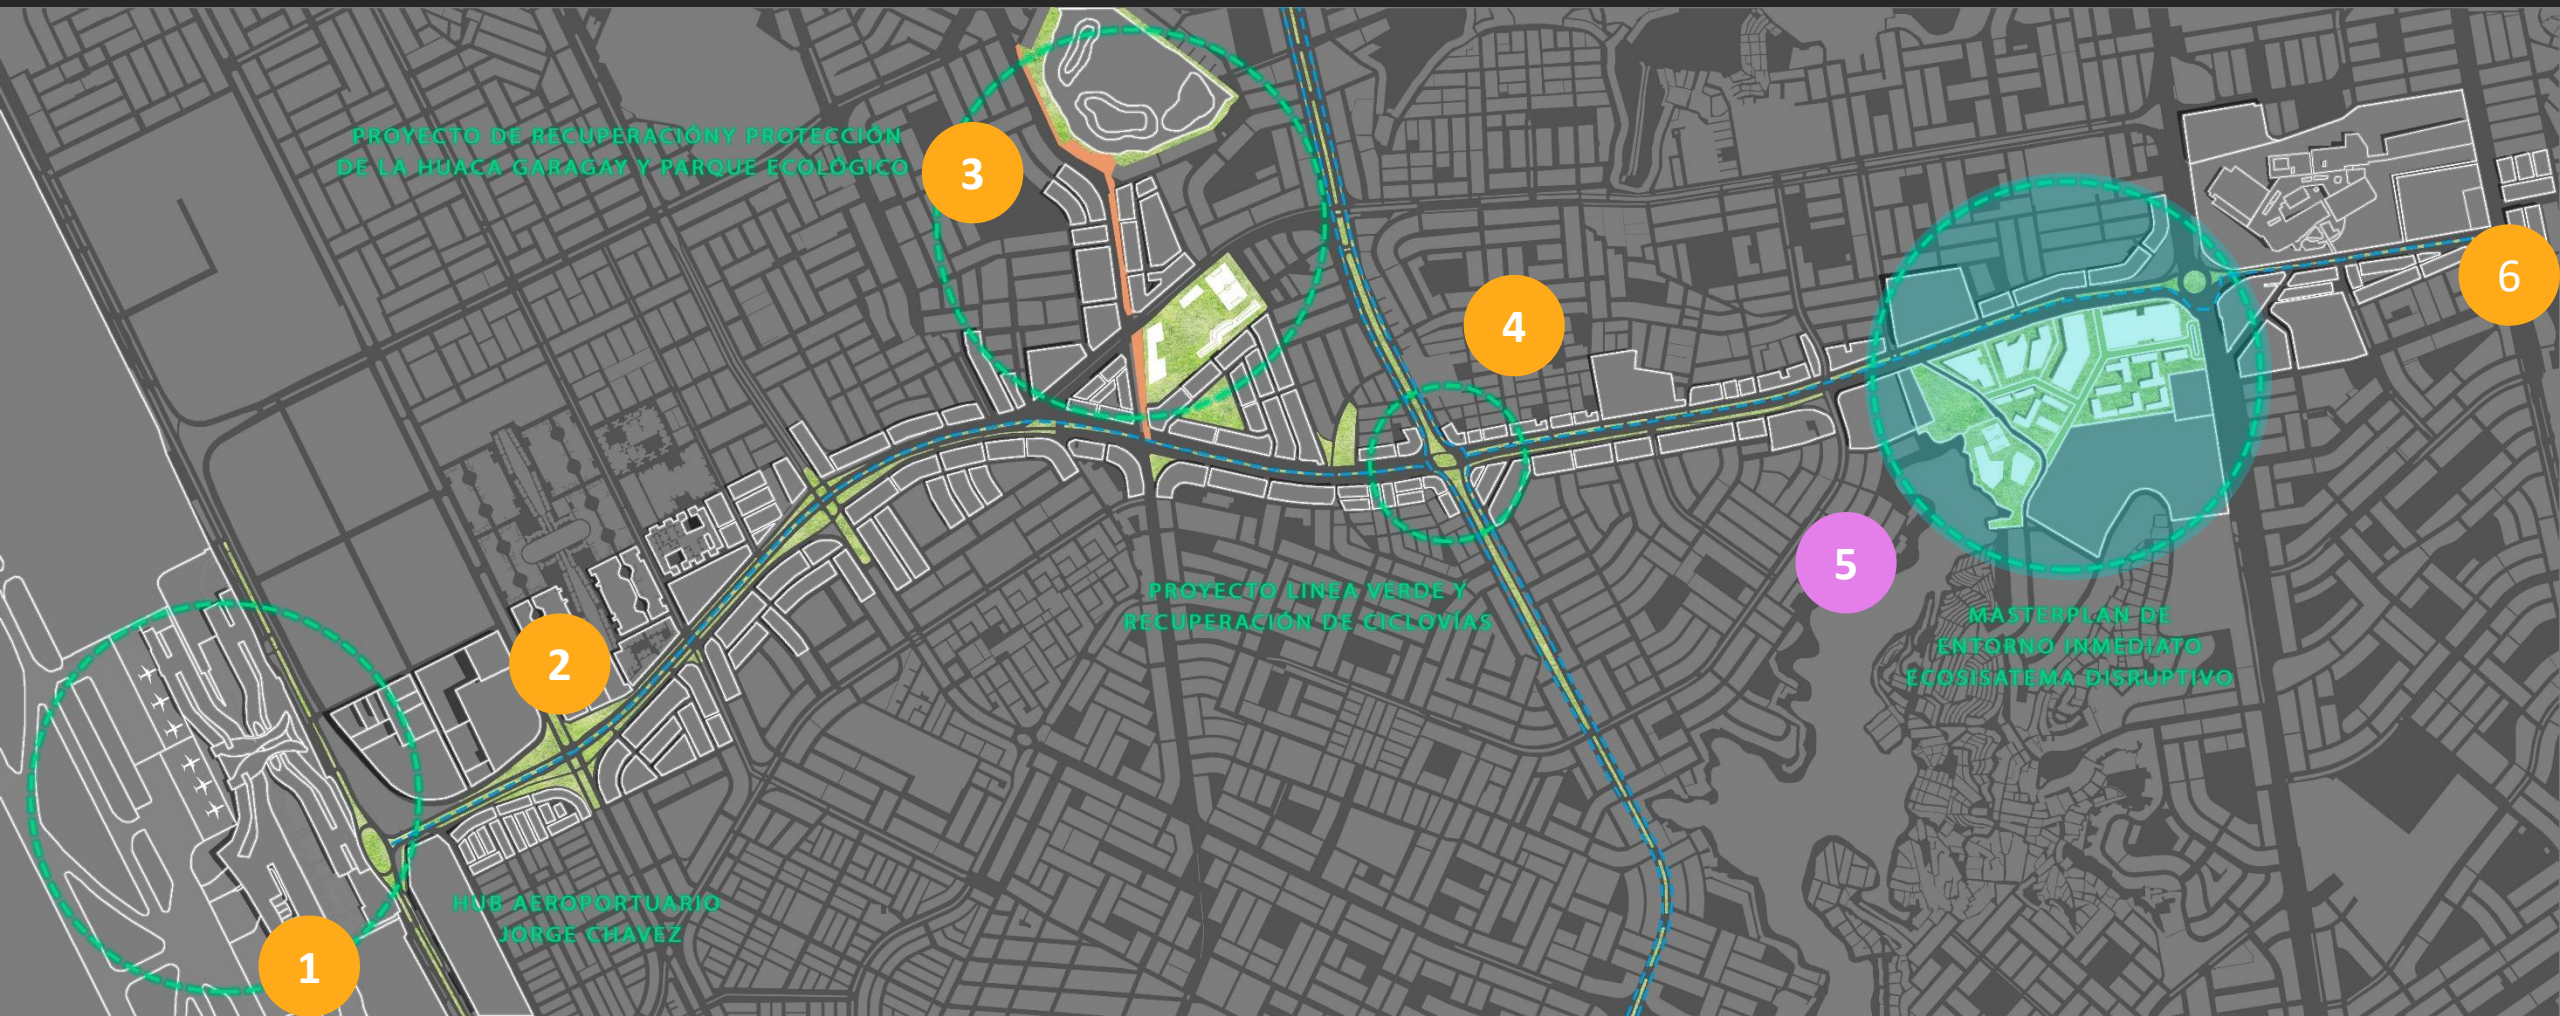 PROYECTO DE RECUPERACIÓNY PROTECCIÓN
DE LA HUACA GARAGAY Y PARQUE ECOLÓGICO
3
4
6
5
PROYECTO LINEA VERDE Y
RECUPERACIÓN DE CICLOVÍAS
MASTERPLAN DE
ENTORNO INMEDIATO
ECOSISATEMA DISRUPTIVO
2
HUB AEROPORTUARIO
JORGE CHAVEZ
1